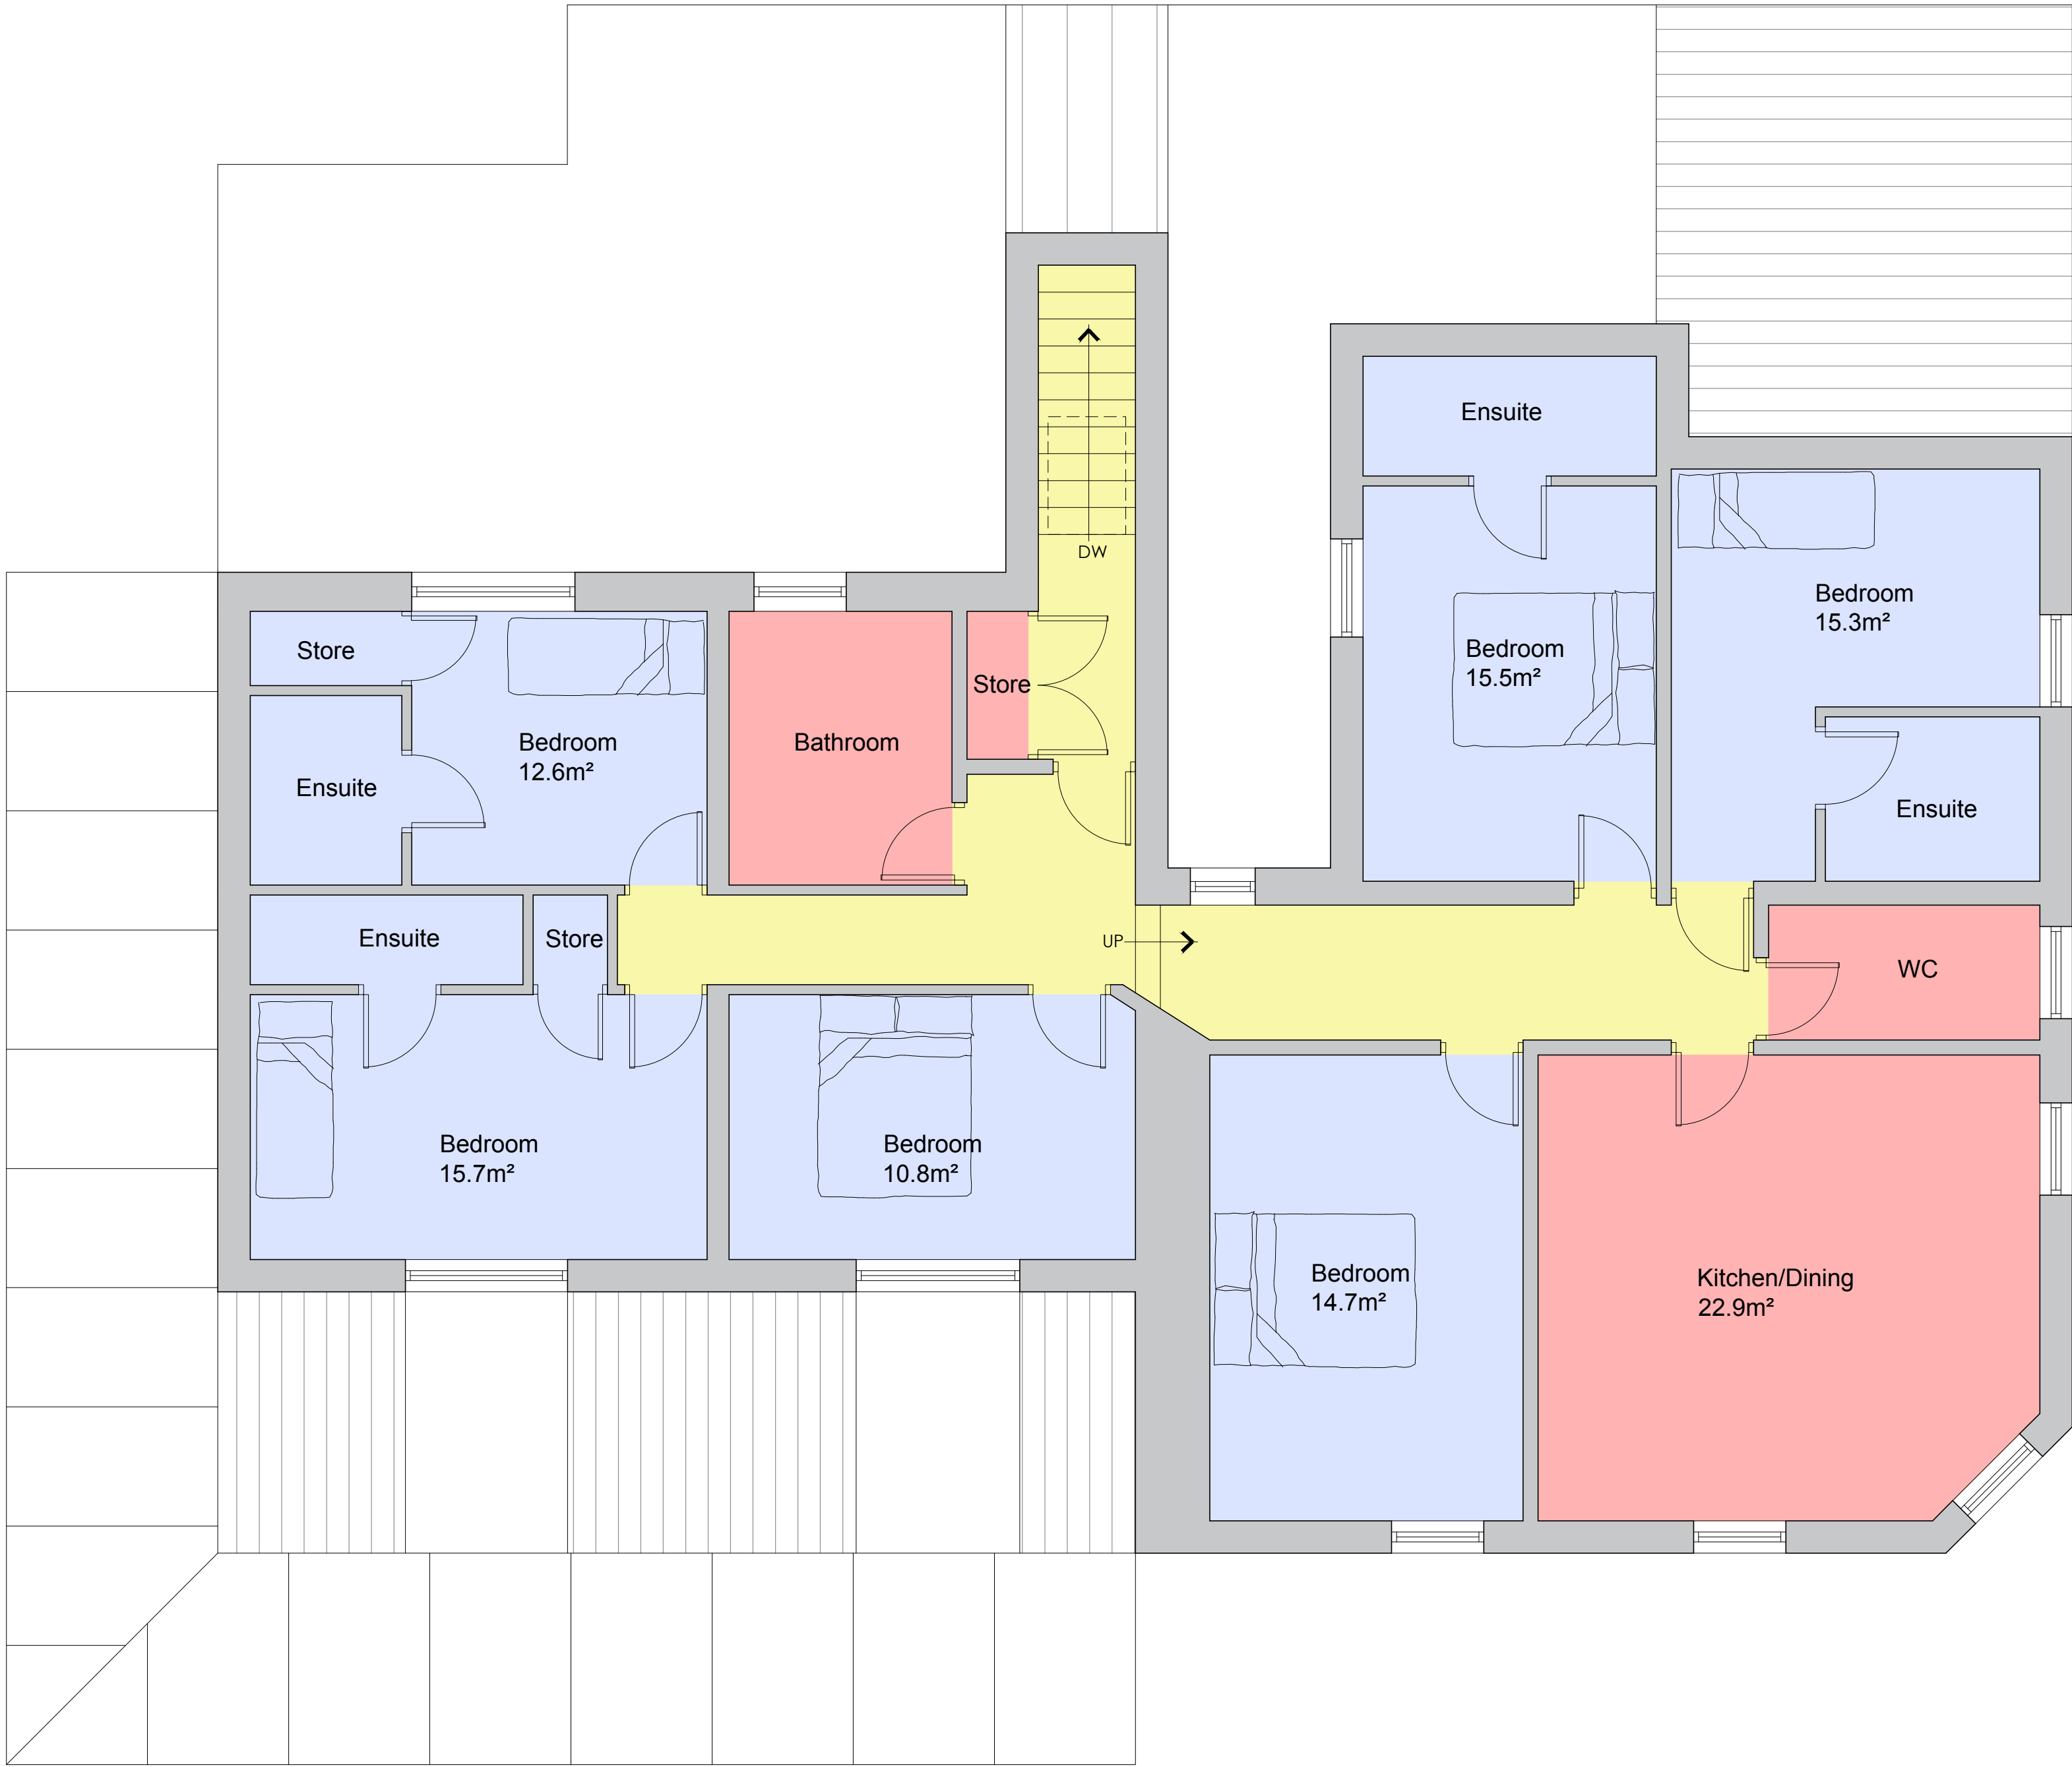 Ensuite
DW
Bedroom
15.3m²
Bedroom
15.5m²
Store
Store
Bedroom
12.6m²
Bathroom
Ensuite
Ensuite
Ensuite
Store
UP
WC
Bedroom
15.7m²
Bedroom
10.8m²
Bedroom
14.7m²
Kitchen/Dining
22.9m²